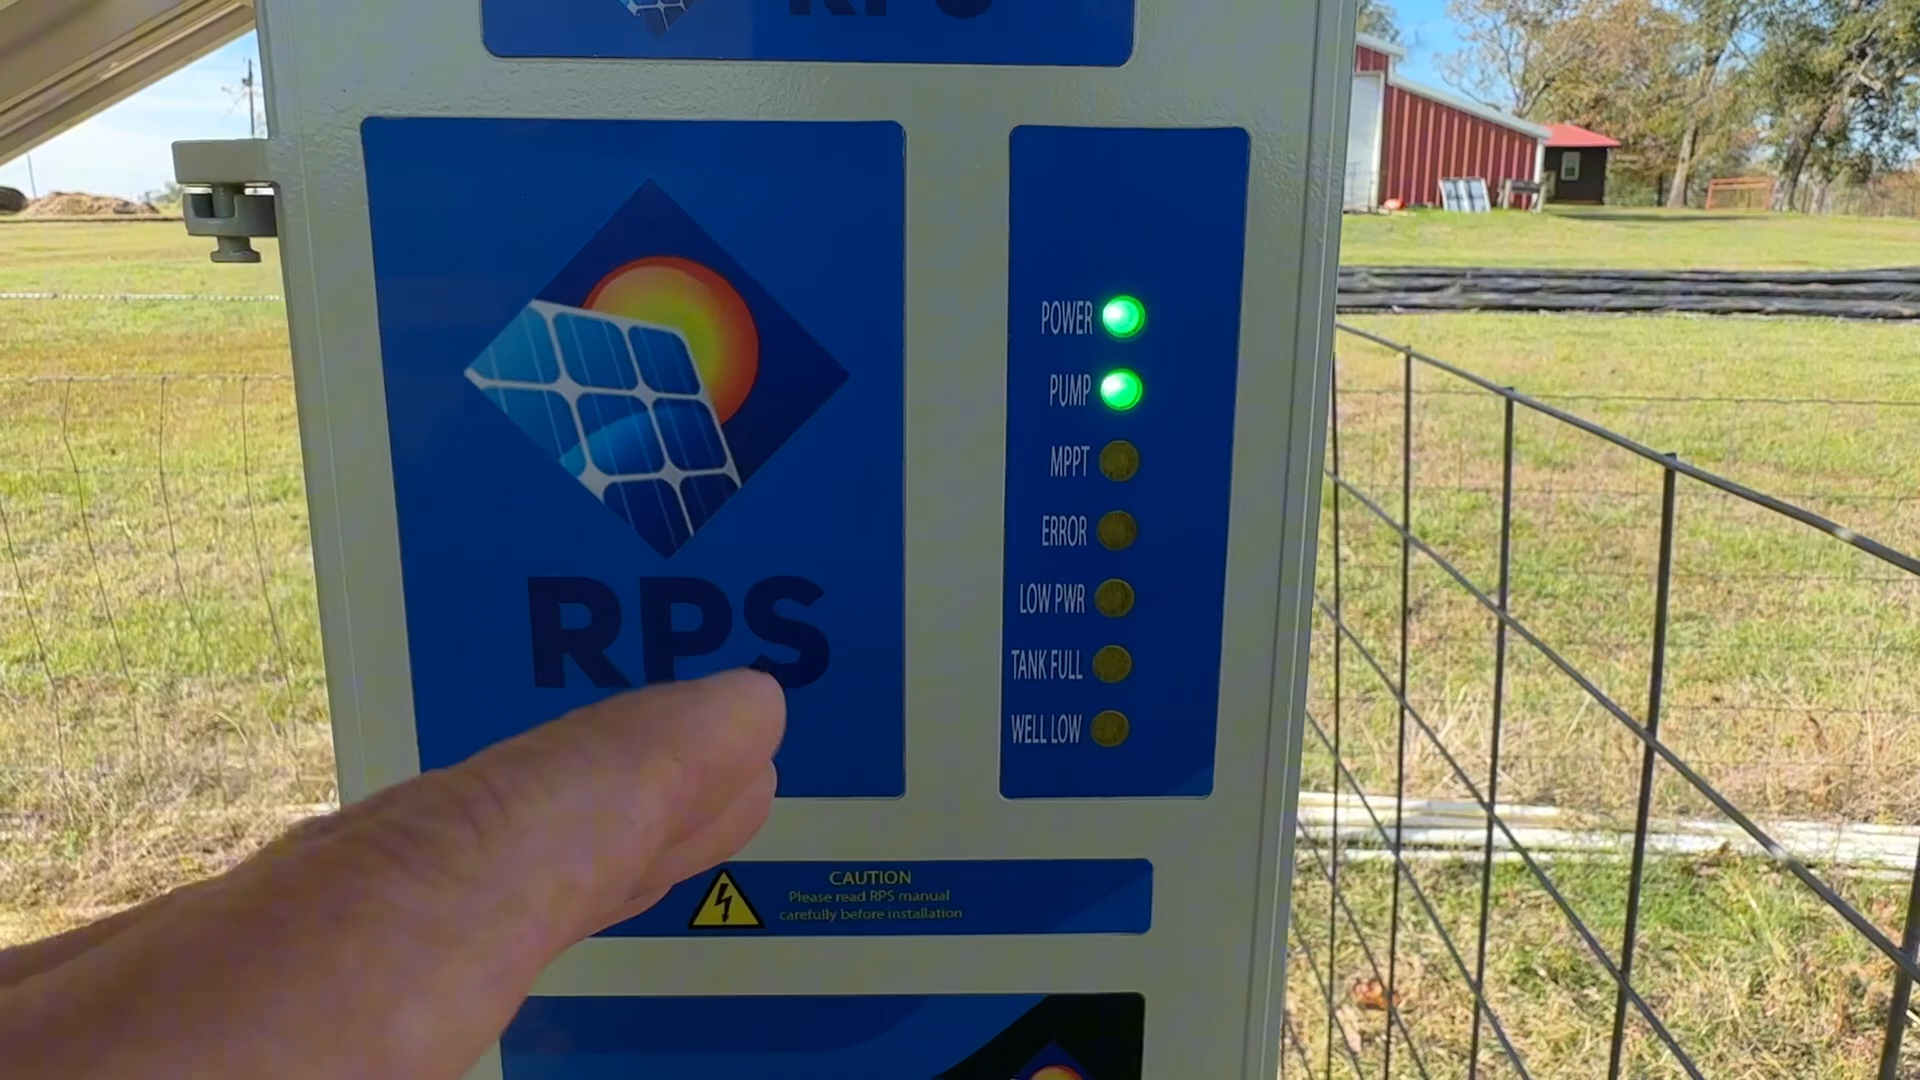 RPS
RPS
POWER
PUMP
MPPT
ERROR
LOW PWR
TANK FULL
WELL LOW
CAUTION
Please read RPS manual
carefully before installation